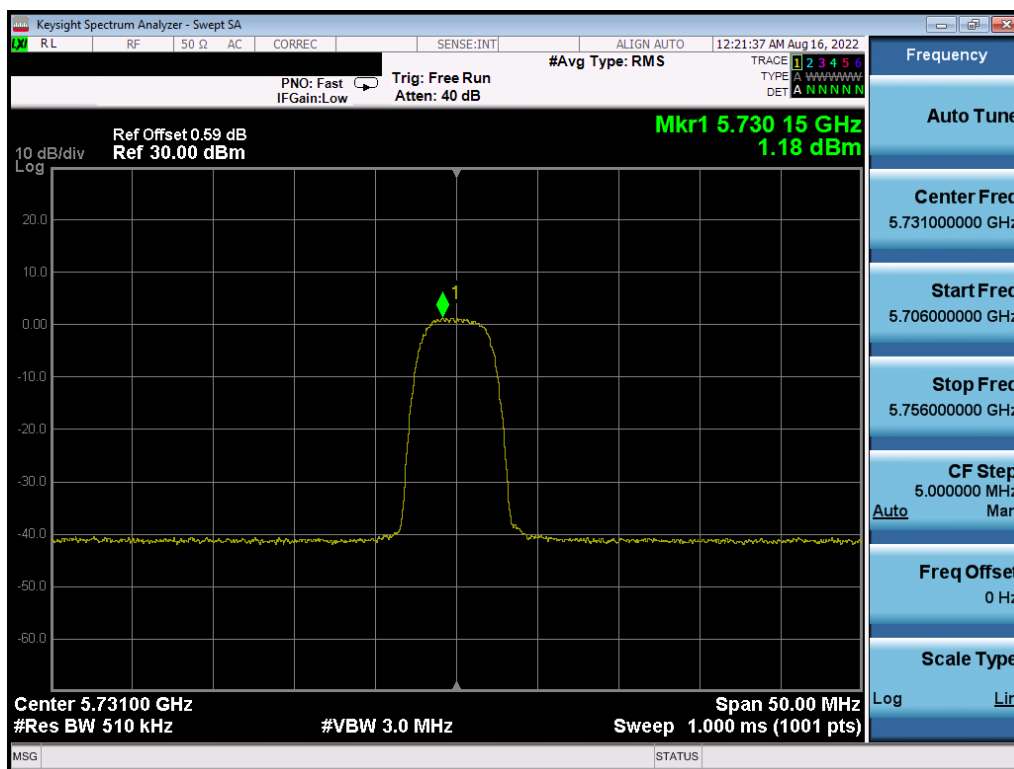 Keysight Spectrum Analyzer - Swept SA
LXI RL RF 50 Ω AC CORREC SENSE:INT ALIGN AUTO 12:21:37 AM Aug 16, 2022
#Avg Type: RMS TRACE 1 2 3 4 5 6
PNO: Fast Trig: Free Run TYPE A WWWWW
IFGain:Low Atten: 40 dB DET A N N N N N
Mkr1 5.730 15 GHz
1.18 dBm
Ref Offset 0.59 dB
10 dB/div Ref 30.00 dBm
Log
20.0
10.0
0.00
-10.0
-20.0
-30.0
-40.0
-50.0
-60.0
1
Center 5.73100 GHz Span 50.00 MHz
#Res BW 510 kHz #VBW 3.0 MHz Sweep 1.000 ms (1001 pts)
MSG STATUS
Frequency
Auto Tune
Center Freq
5.731000000 GHz
Start Freq
5.706000000 GHz
Stop Freq
5.756000000 GHz
CF Step
5.000000 MHz
Auto Man
Freq Offset
0 Hz
Scale Type
Log Lin